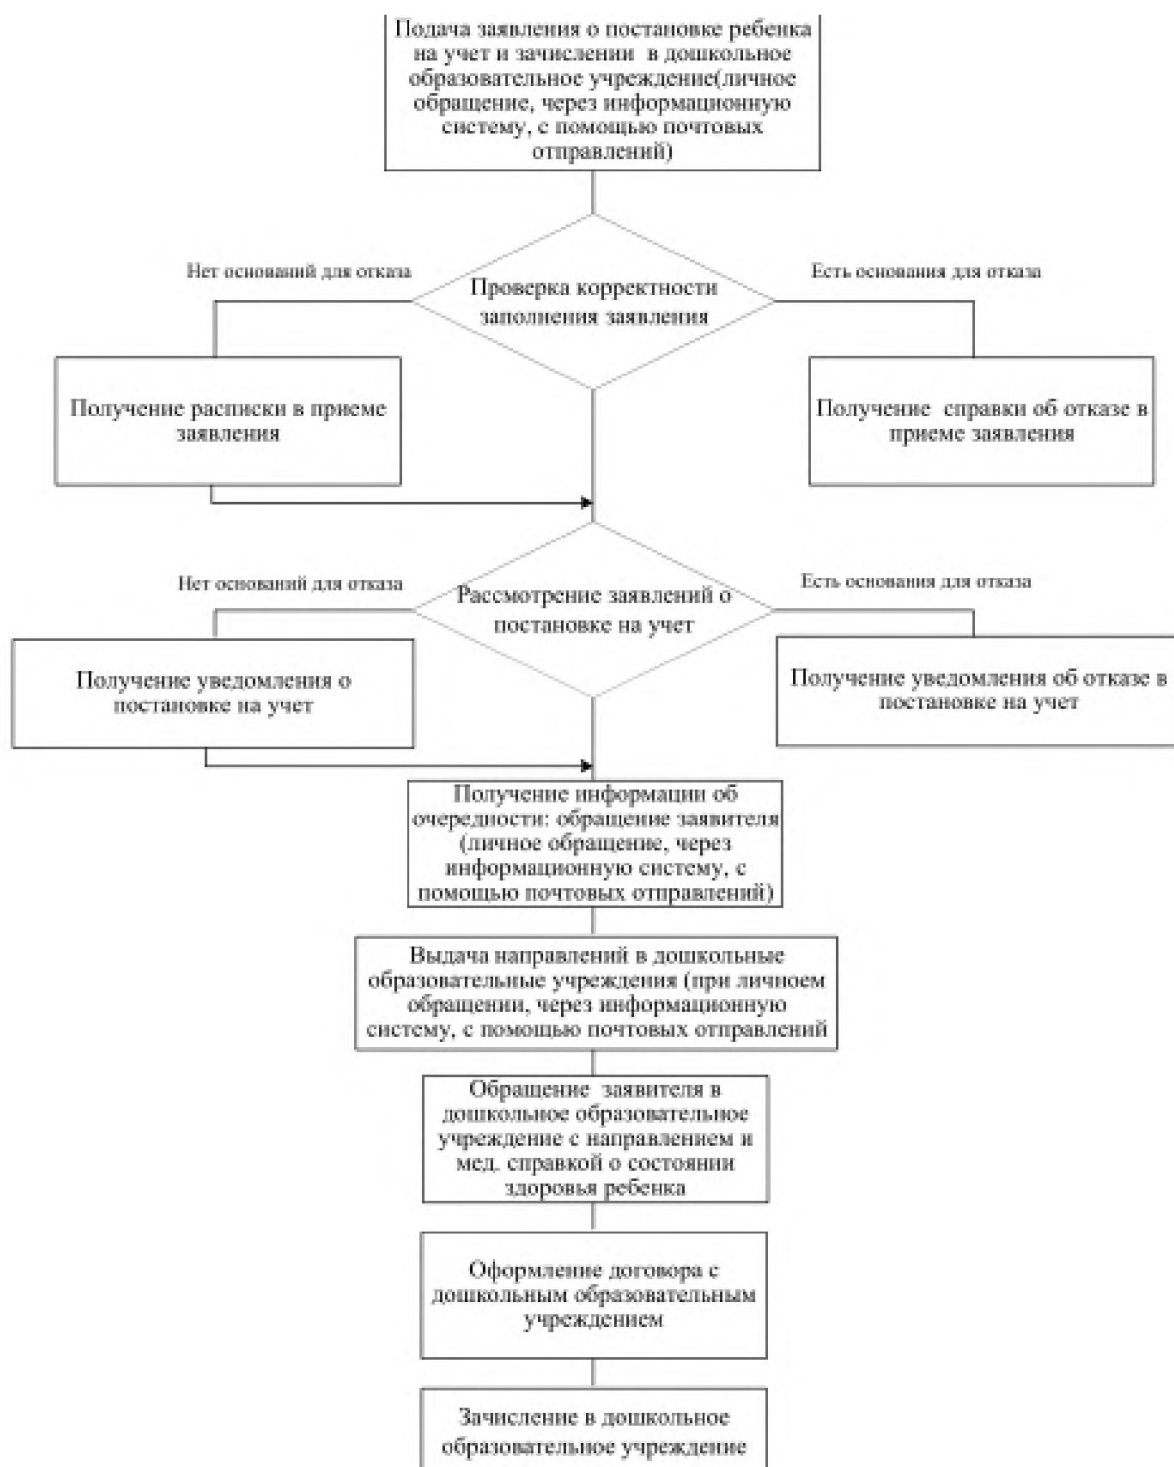 Подача заявления о постановке ребенка
на учет и зачислении в дошкольное
образовательное учреждение(личное
обращение, через информационную
систему, с помощью почтовых
отправлений)
Нет оснований для отказа
Есть основания для отказа
Проверка корректности
заполнения заявления
Получение расписки в приеме
заявления
Получение справки об отказе в
приеме заявления
Нет оснований для отказа
Есть основания для отказа
Рассмотрение заявлений о
постановке на учет
Получение уведомления о
постановке на учет
Получение уведомления об отказе в
постановке на учет
Получение информации об
очередности: обращение заявителя
(личное обращение, через
информационную систему, с
помощью почтовых отправлений)
Выдача направлений в дошкольные
образовательные учреждения (при личноем
обращении, через информационную
систему, с помощью почтовых отправлений
Обращение заявителя в
дошкольное образовательное
учреждение с направлением и
мед. справкой о состоянии
здоровья ребенка
Оформление договора с
дошкольным образовательным
учреждением
Зачисление в дошкольное
образовательное учреждение